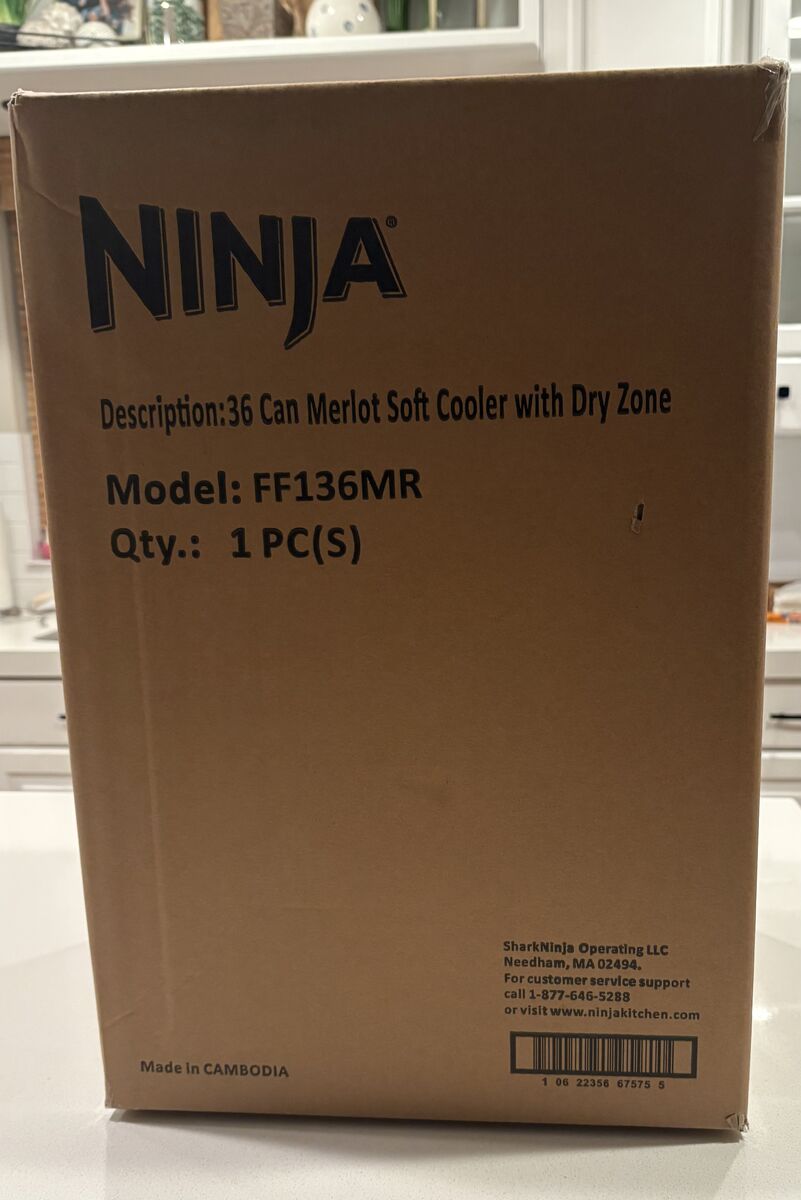 NINJA®
Description:36 Can Merlot Soft Cooler with Dry Zone
Model: FF136MR
Qty.: 1 PC(S)
SharkNinja Operating LLC
Needham, MA 02494.
For customer service support
call 1-877-646-5288
or visit www.ninjakitchen.com
Made in CAMBODIA
1 06 22356 67575 5